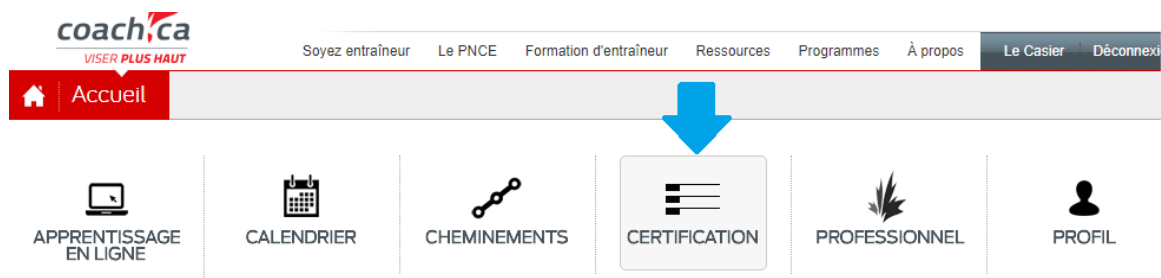 coach.ca
VISER PLUS HAUT
Soyez entraîneur Le PNCE Formation d'entraîneur Ressources Programmes À propos Le Casier Déconnexi
Accueil
APPRENTISSAGE
EN LIGNE
CALENDRIER
CHEMINEMENTS
CERTIFICATION
PROFESSIONNEL
PROFIL